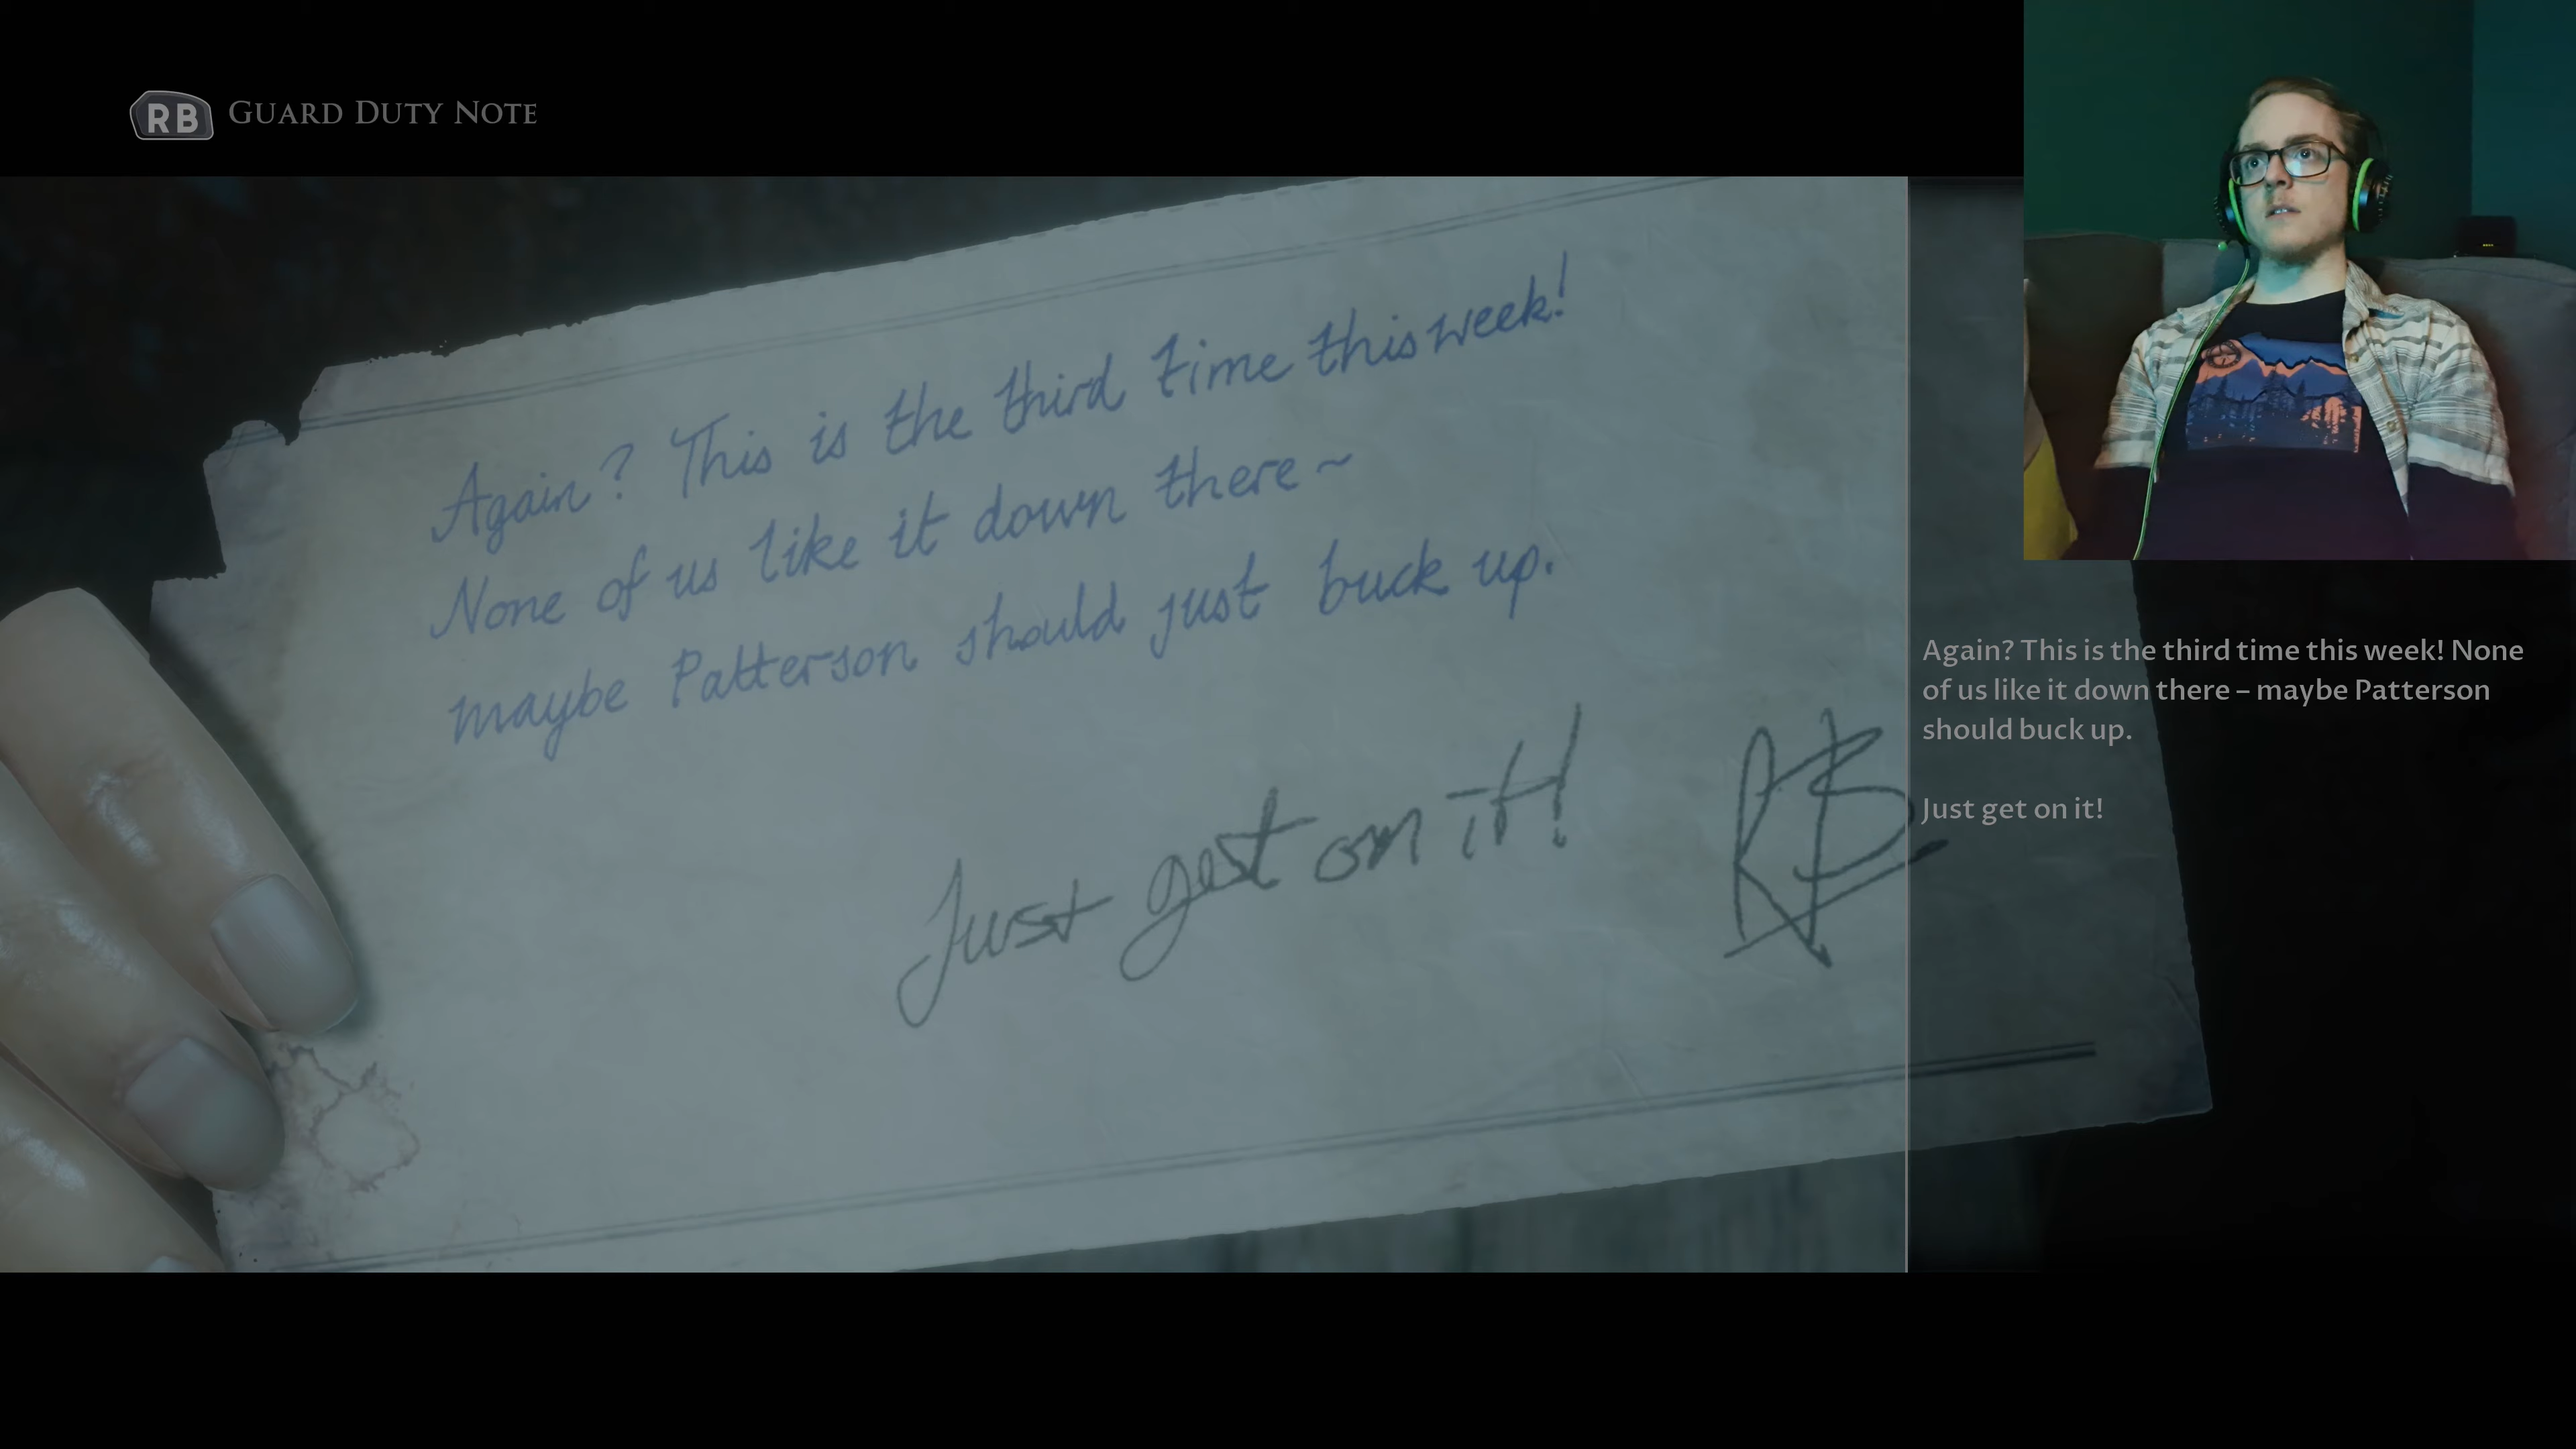 RB GUARD DUTY NOTE
Again? This is the third time this week!
None of us like it down there ~
maybe Patterson should just buck up.
Just get on it! RB
Again? This is the third time this week! None
of us like it down there – maybe Patterson
should buck up.
Just get on it!